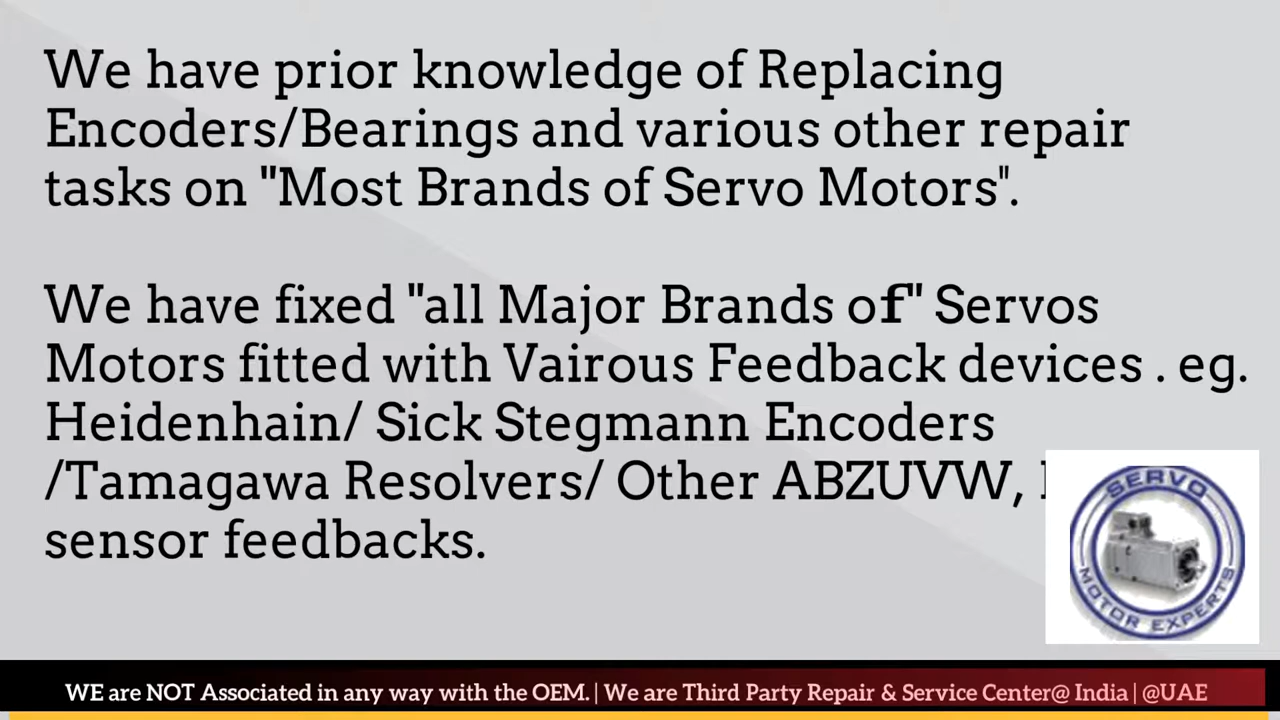 We have prior knowledge of Replacing
Encoders/Bearings and various other repair
tasks on "Most Brands of Servo Motors".
We have fixed "all Major Brands of" Servos
Motors fitted with Vairous Feedback devices . eg.
Heidenhain/ Sick Stegmann Encoders
/Tamagawa Resolvers/ Other ABZUVW,
sensor feedbacks.
SERVO
MOTOR EXPERTS
WE are NOT Associated in any way with the OEM. | We are Third Party Repair & Service Center@ India | @UAE